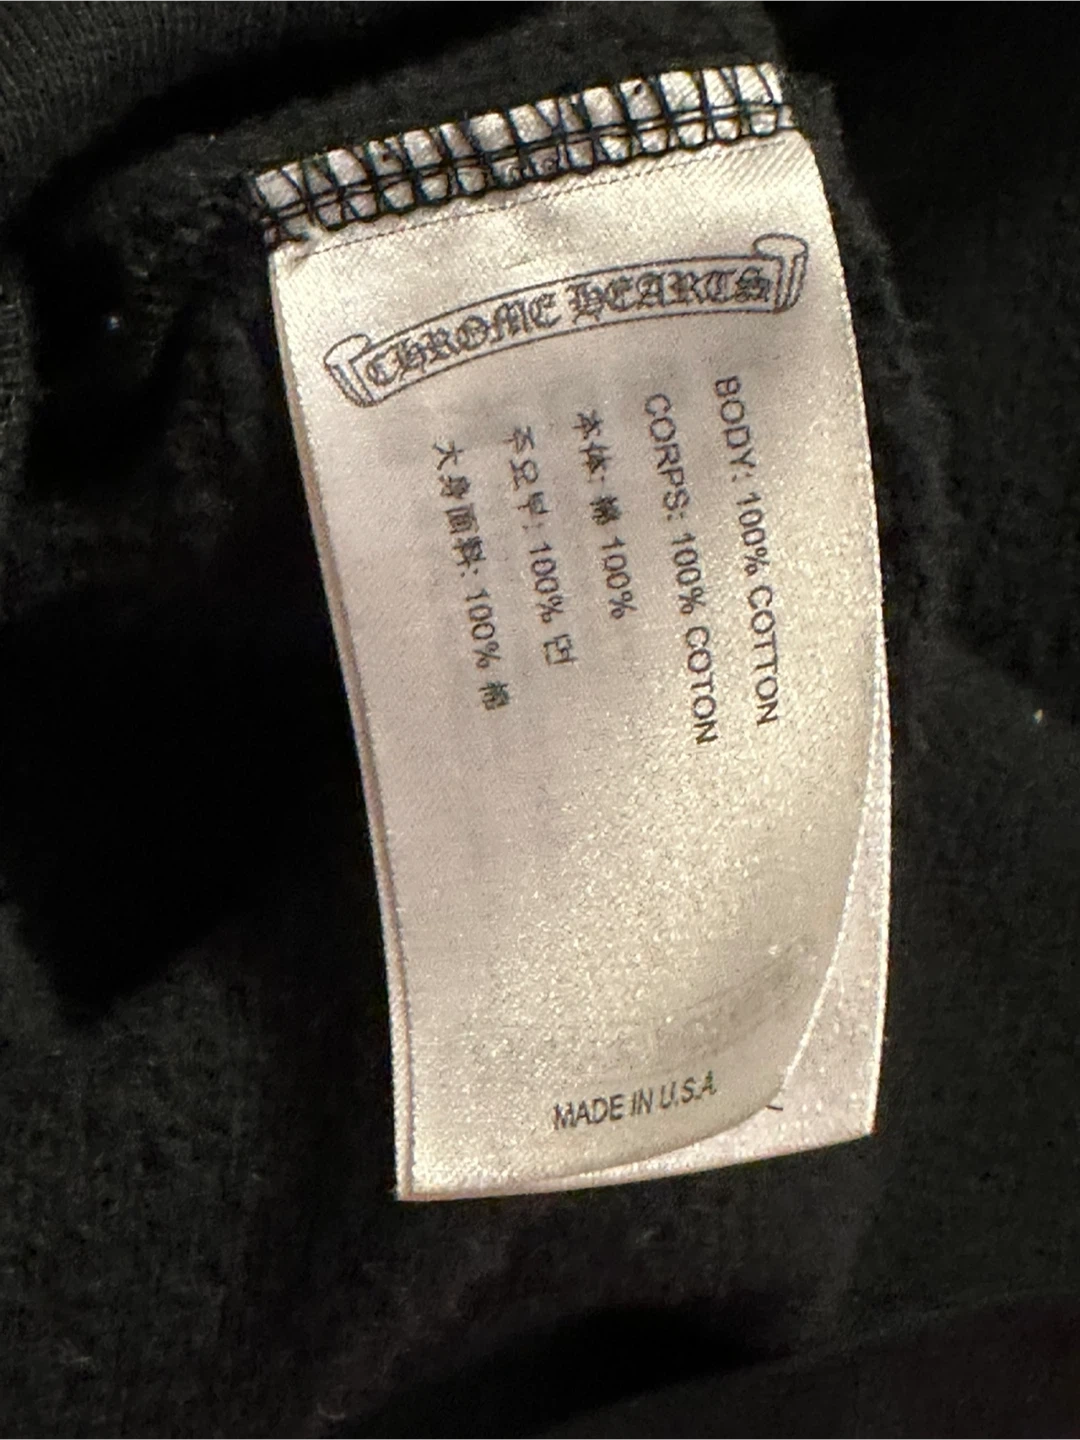 CHROME HEARTS
BODY: 100% COTTON
CORPS: 100% COTON
本体: 綿 100%
주요부: 100% 면
大身面料: 100% 棉
MADE IN U.S.A